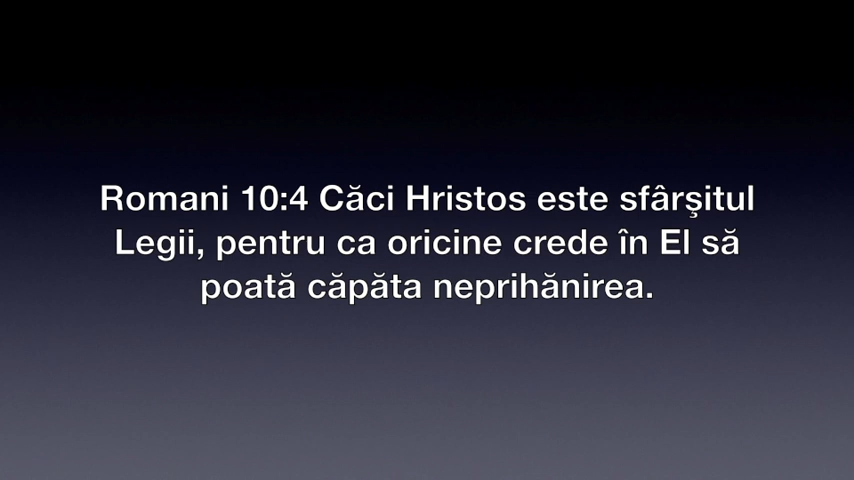 Romani 10:4 Căci Hristos este sfârşitul
Legii, pentru ca oricine crede în El să
poată căpăta neprihănirea.